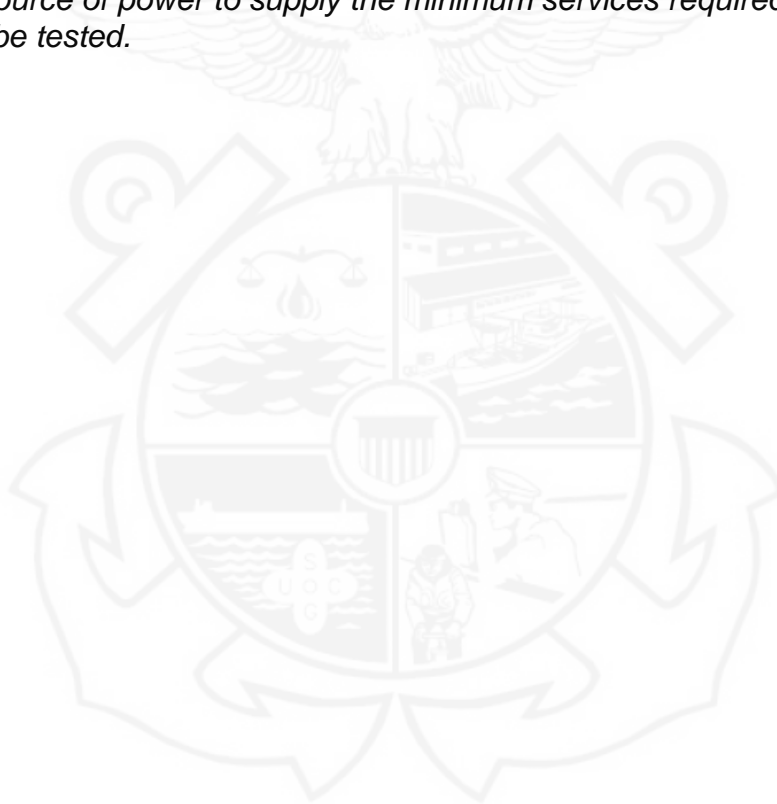 ource of power to supply the minimum services required
be tested.
S
U O C
G